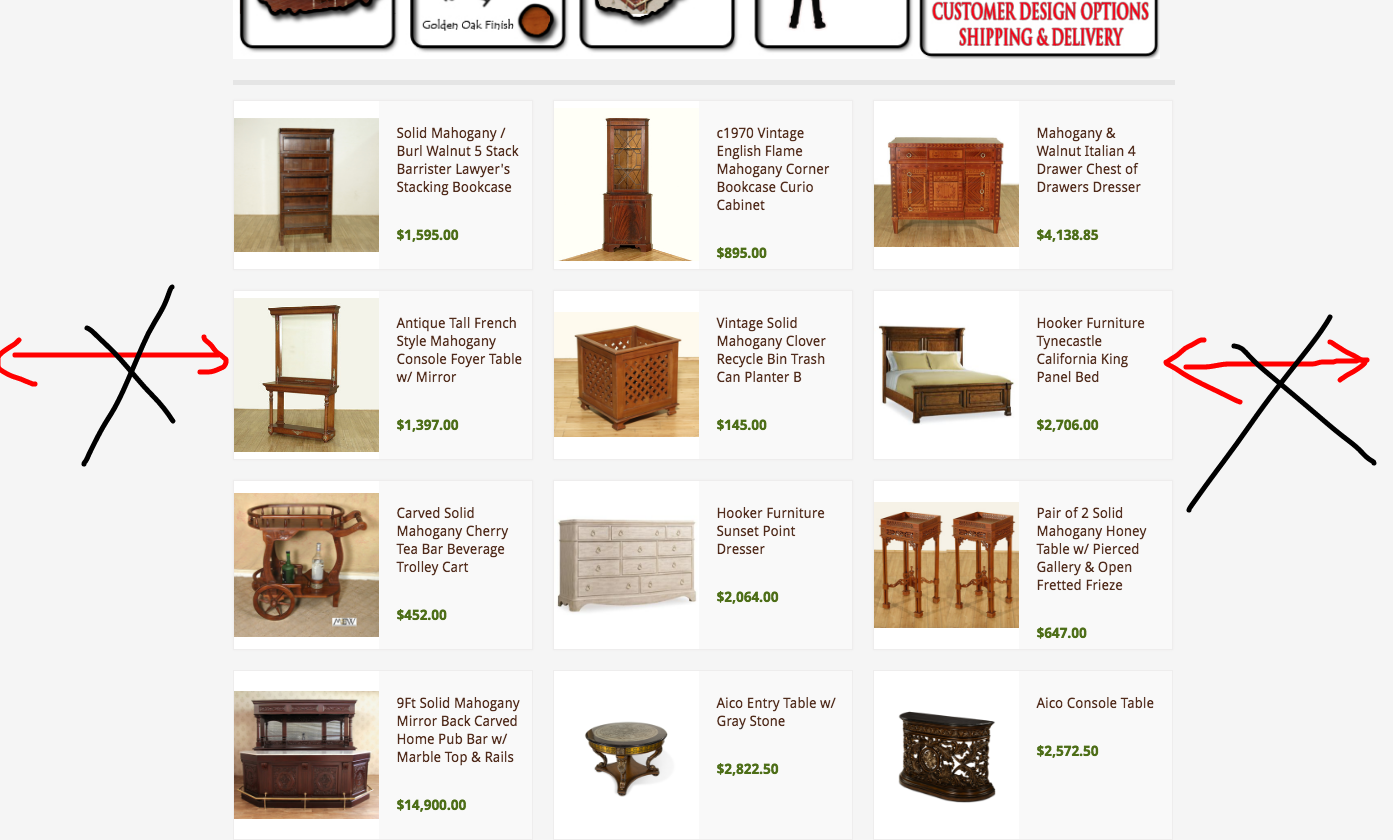 Golden Oak Finish
CUSTOMER DESIGN OPTIONS
SHIPPING & DELIVERY
Solid Mahogany /
Burl Walnut 5 Stack
Barrister Lawyer's
Stacking Bookcase
$1,595.00
c1970 Vintage
English Flame
Mahogany Corner
Bookcase Curio
Cabinet
$895.00
Mahogany &
Walnut Italian 4
Drawer Chest of
Drawers Dresser
$4,138.85
Antique Tall French
Style Mahogany
Console Foyer Table
w/ Mirror
$1,397.00
Vintage Solid
Mahogany Clover
Recycle Bin Trash
Can Planter B
$145.00
Hooker Furniture
Tynecastle
California King
Panel Bed
$2,706.00
Carved Solid
Mahogany Cherry
Tea Bar Beverage
Trolley Cart
$452.00
Hooker Furniture
Sunset Point
Dresser
$2,064.00
Pair of 2 Solid
Mahogany Honey
Table w/ Pierced
Gallery & Open
Fretted Frieze
$647.00
9Ft Solid Mahogany
Mirror Back Carved
Home Pub Bar w/
Marble Top & Rails
$14,900.00
Aico Entry Table w/
Gray Stone
$2,822.50
Aico Console Table
$2,572.50